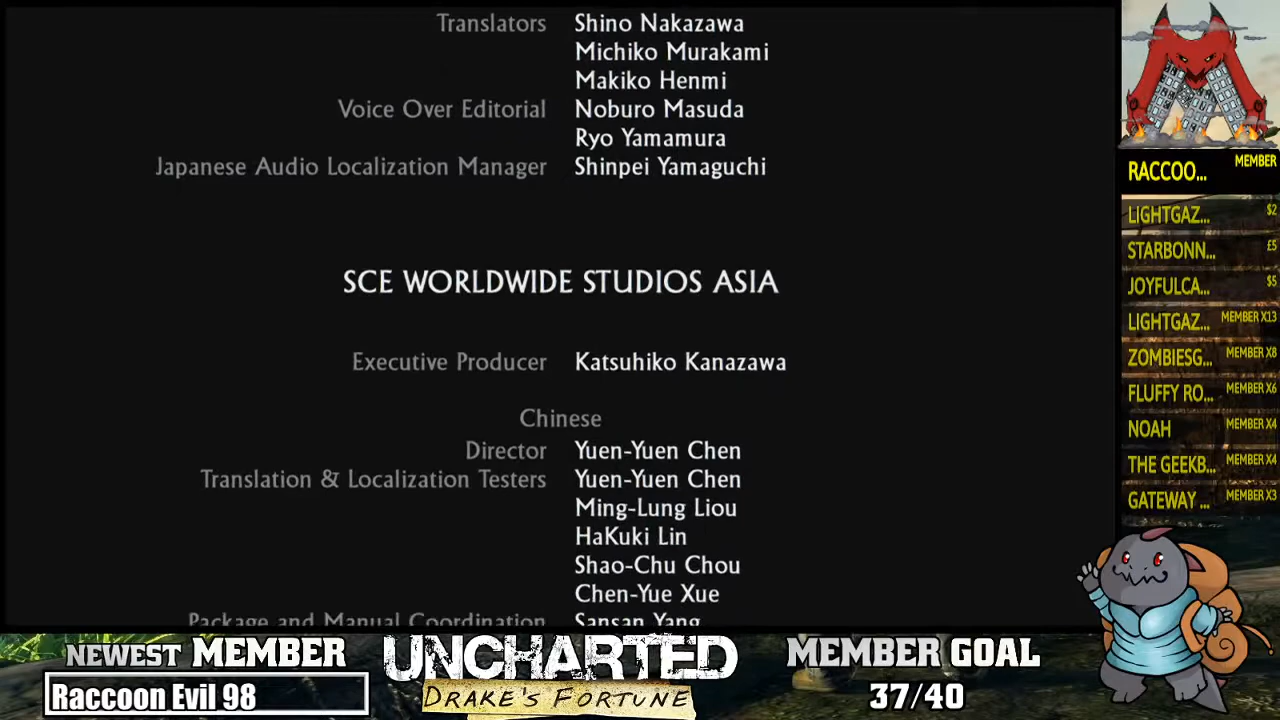 Translators Shino Nakazawa
Michiko Murakami
Makiko Henmi
Voice Over Editorial Noburo Masuda
Ryo Yamamura
Japanese Audio Localization Manager Shinpei Yamaguchi
SCE WORLDWIDE STUDIOS ASIA
Executive Producer Katsuhiko Kanazawa
Chinese
Director Yuen-Yuen Chen
Translation & Localization Testers Yuen-Yuen Chen
Ming-Lung Liou
HaKuki Lin
Shao-Chu Chou
Chen-Yue Xue
Package and Manual Coordination Sansan Yang
RACCOO... MEMBER
LIGHTGAZ... $2
STARBONN... £5
JOYFULCA... $5
LIGHTGAZ... MEMBER X13
ZOMBIESG... MEMBER X8
FLUFFY RO... MEMBER X6
NOAH MEMBER X4
THE GEEKB... MEMBER X4
GATEWAY ... MEMBER X3
NEWEST MEMBER
Raccoon Evil 98
UNCHARTED
DRAKE'S FORTUNE
MEMBER GOAL
37/40